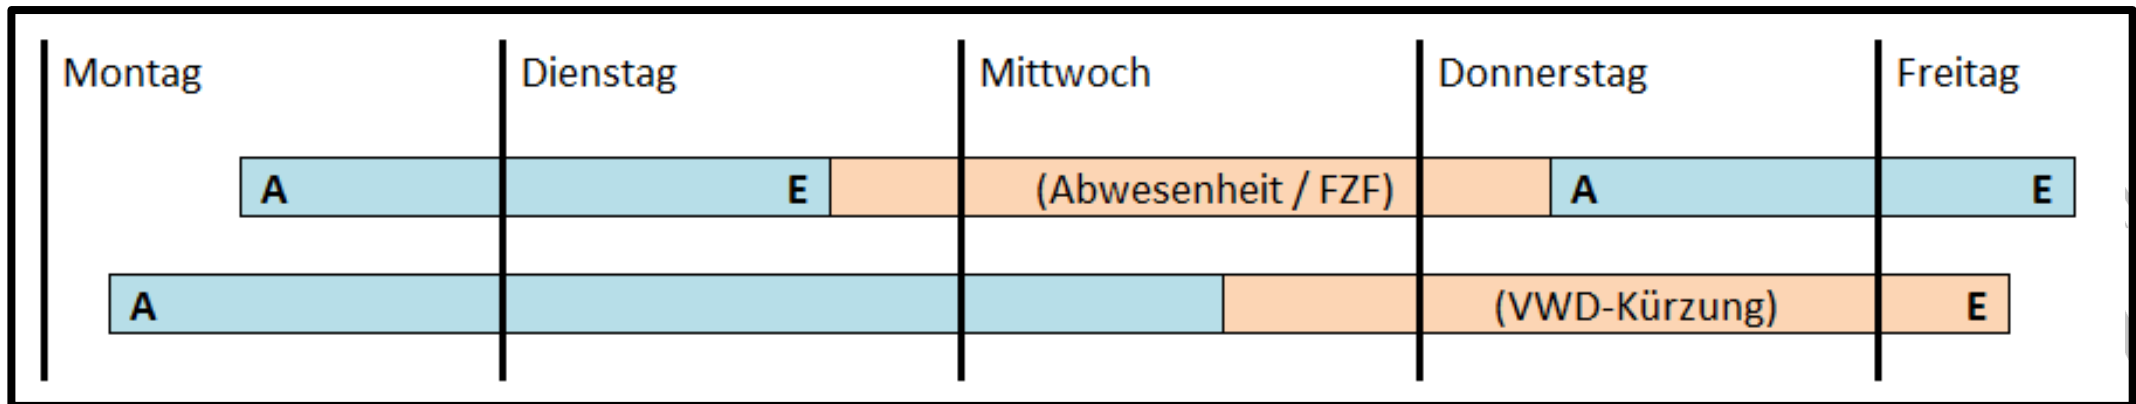 Montag Dienstag Mittwoch Donnerstag Freitag
A E (Abwesenheit / FZF) A E
A (VWD-Kürzung) E